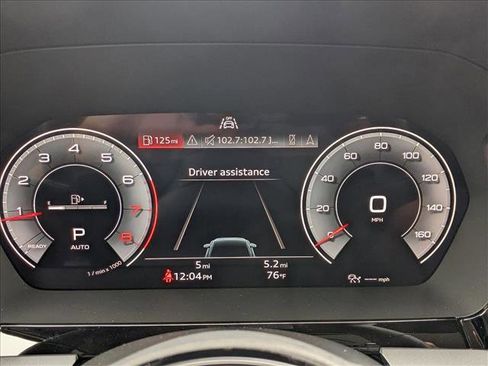 OFF
125 mi
102.7:102.7 J...
Driver assistance
1 2 3 4 5 6 7 8
READY
P
AUTO
1 / min x 1000
0 20 40 60 80 100 120 140 160
0
MPH
5 mi
5.2 mi
12:04 PM
76 °F
--- mph